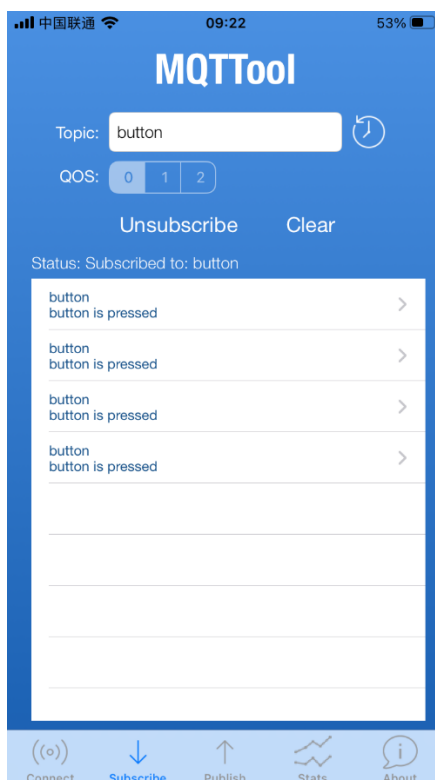 中国联通 09:22 53%
MQTTool
Topic: button
QOS: 0 1 2
Unsubscribe Clear
Status: Subscribed to: button
button
button is pressed
button
button is pressed
button
button is pressed
button
button is pressed
Connect Subscribe Publish Stats About